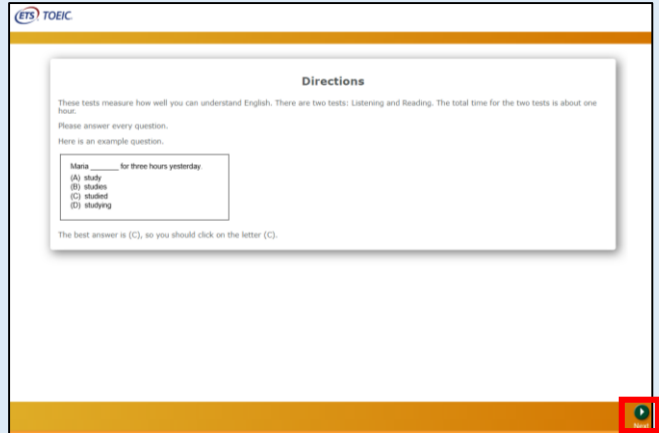 ETS TOEIC.
Directions
These tests measure how well you can understand English. There are two tests: Listening and Reading. The total time for the two tests is about one
hour.
Please answer every question.
Here is an example question.
Maria ______ for three hours yesterday.
(A) study
(B) studies
(C) studied
(D) studying
The best answer is (C), so you should click on the letter (C).
Next